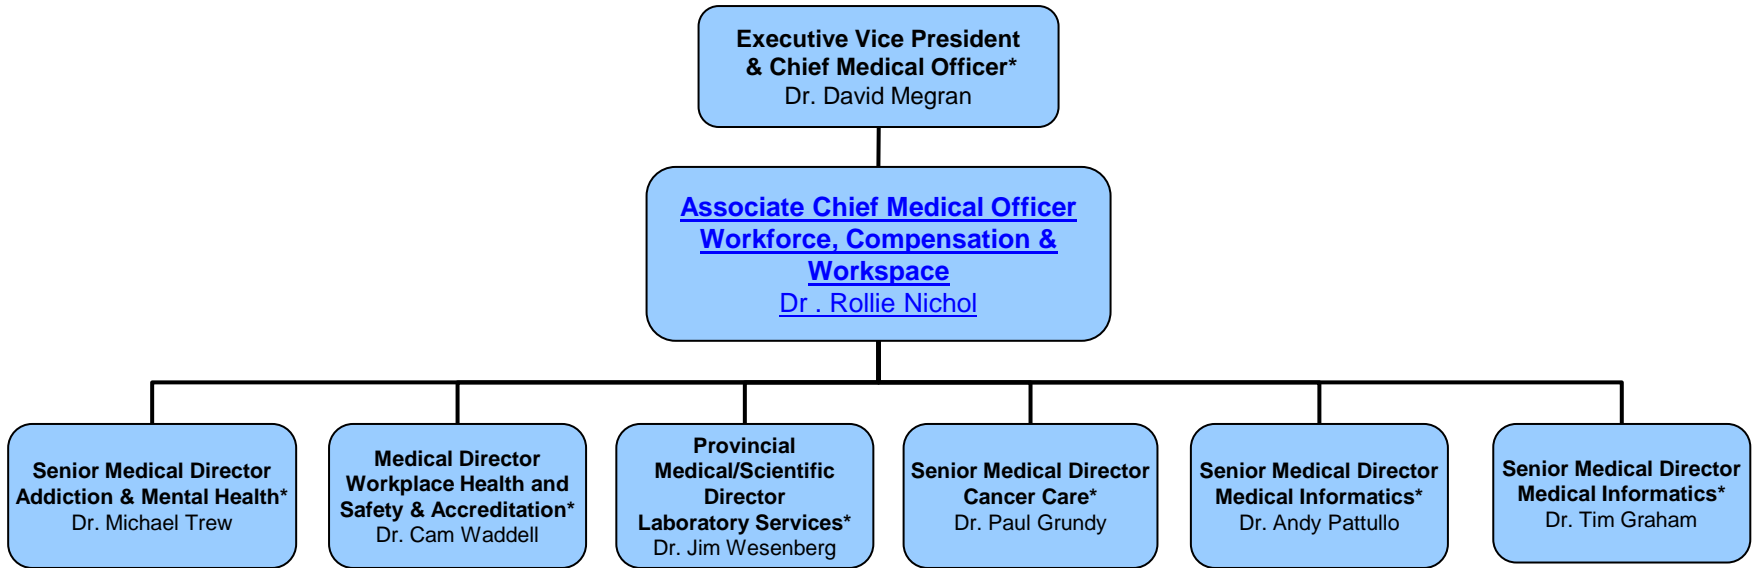 Executive Vice President
& Chief Medical Officer*
Dr. David Megran
Associate Chief Medical Officer
Workforce, Compensation &
Workspace
Dr . Rollie Nichol
Senior Medical Director
Addiction & Mental Health*
Dr. Michael Trew
Medical Director
Workplace Health and
Safety & Accreditation*
Dr. Cam Waddell
Provincial
Medical/Scientific
Director
Laboratory Services*
Dr. Jim Wesenberg
Senior Medical Director
Cancer Care*
Dr. Paul Grundy
Senior Medical Director
Medical Informatics*
Dr. Andy Pattullo
Senior Medical Director
Medical Informatics*
Dr. Tim Graham